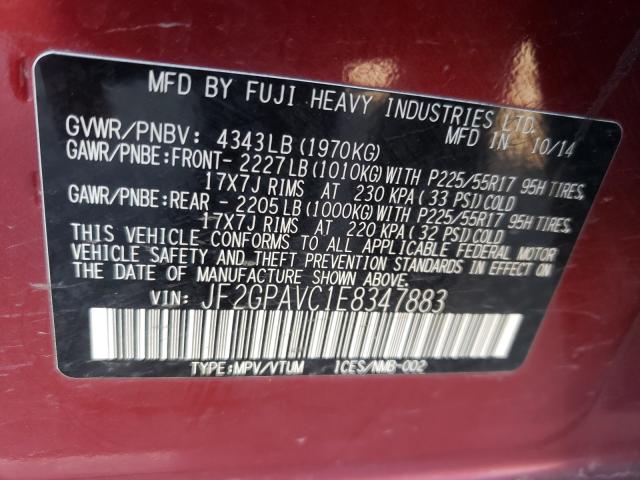 MFD BY FUJI HEAVY INDUSTRIES LTD.
MFD IN 10/14
GVWR/PNBV: 4343LB(1970KG)
GAWR/PNBE:FRONT- 2227LB(1010KG)WITH P225/55R17 95H TIRES,
17X7J RIMS AT 230 KPA(33 PSI)COLD
GAWR/PNBE:REAR - 2205LB(1000KG)WITH P225/55R17 95H TIRES,
17X7J RIMS AT 220 KPA(32 PSI)COLD
THIS VEHICLE CONFORMS TO ALL APPLICABLE FEDERAL MOTOR
VEHICLE SAFETY AND THEFT PREVENTION STANDARDS IN EFFECT ON
THE DATE OF MANUFACTURE SHOWN ABOVE.
VIN: JF2GPAVC1E8347883
TYPE:MPV/VTUM ICES/NMB-002